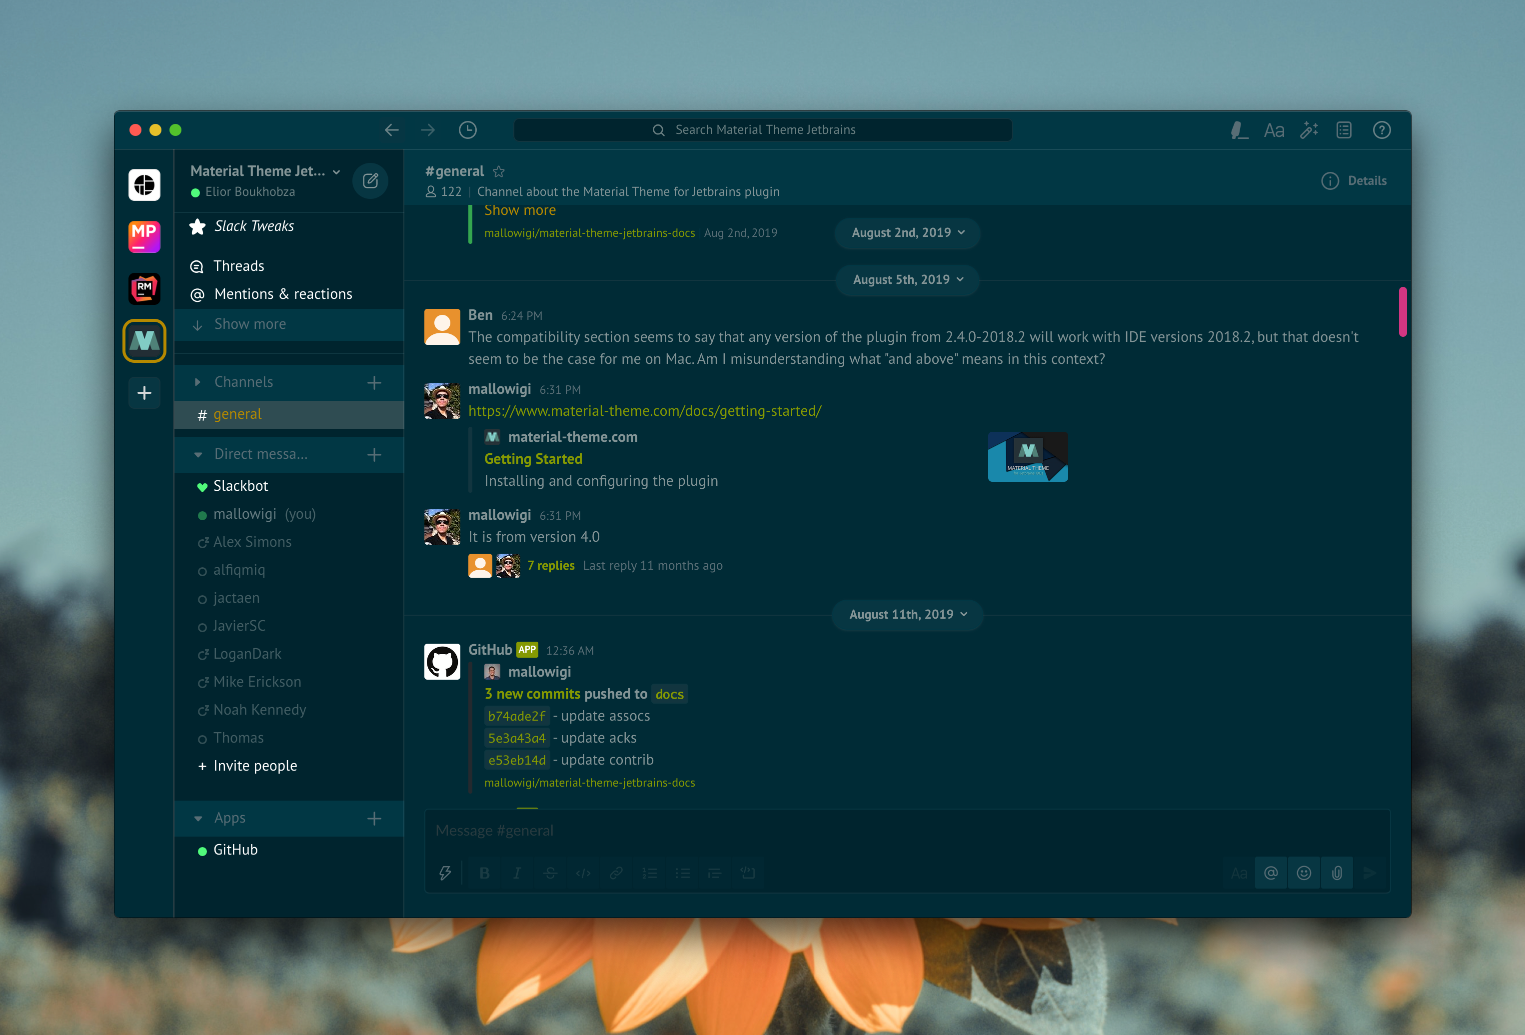 Search Material Theme Jetbrains
Aa
MP
RM
Material Theme Jet...
Elior Boukhobza
Slack Tweaks
Threads
@ Mentions & reactions
Show more
Channels
# general
Direct messa...
Slackbot
mallowigi (you)
Alex Simons
alfiqmiq
jactaen
JavierSC
LoganDark
Mike Erickson
Noah Kennedy
Thomas
+ Invite people
Apps
GitHub
#general
122 | Channel about the Material Theme for Jetbrains plugin
Details
Show more
mallowigi/material-theme-jetbrains-docs Aug 2nd, 2019
August 2nd, 2019
August 5th, 2019
Ben 6:24 PM
The compatibility section seems to say that any version of the plugin from 2.4.0-2018.2 will work with IDE versions 2018.2, but that doesn't
seem to be the case for me on Mac. Am I misunderstanding what "and above" means in this context?
mallowigi 6:31 PM
https://www.material-theme.com/docs/getting-started/
material-theme.com
Getting Started
Installing and configuring the plugin
MATERIAL THEME
mallowigi 6:31 PM
It is from version 4.0
7 replies Last reply 11 months ago
August 11th, 2019
GitHub APP 12:36 AM
mallowigi
3 new commits pushed to docs
b74ade2f - update assocs
5e3a43a4 - update acks
e53eb14d - update contrib
mallowigi/material-theme-jetbrains-docs
Message #general
B I S </>
Aa @